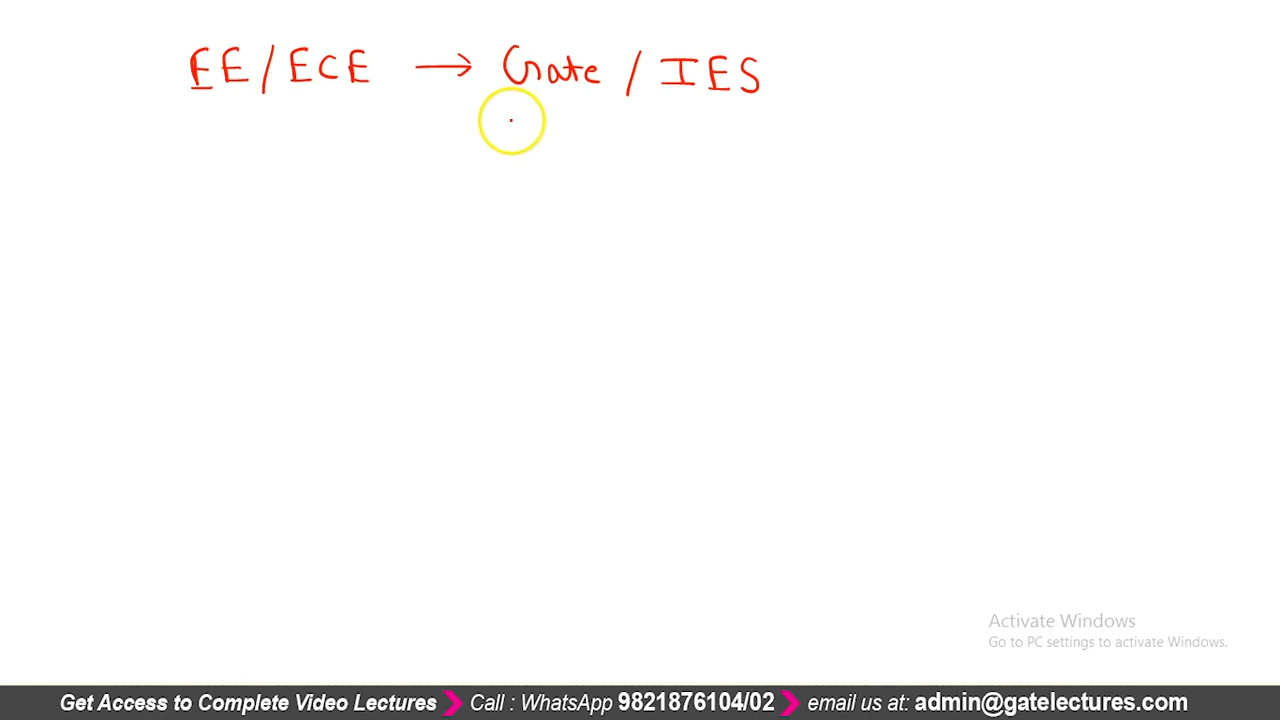 EE/ECE → Gate / IES
Activate Windows
Go to PC settings to activate Windows.
Get Access to Complete Video Lectures Call : WhatsApp 9821876104/02 email us at: admin@gatelectures.com